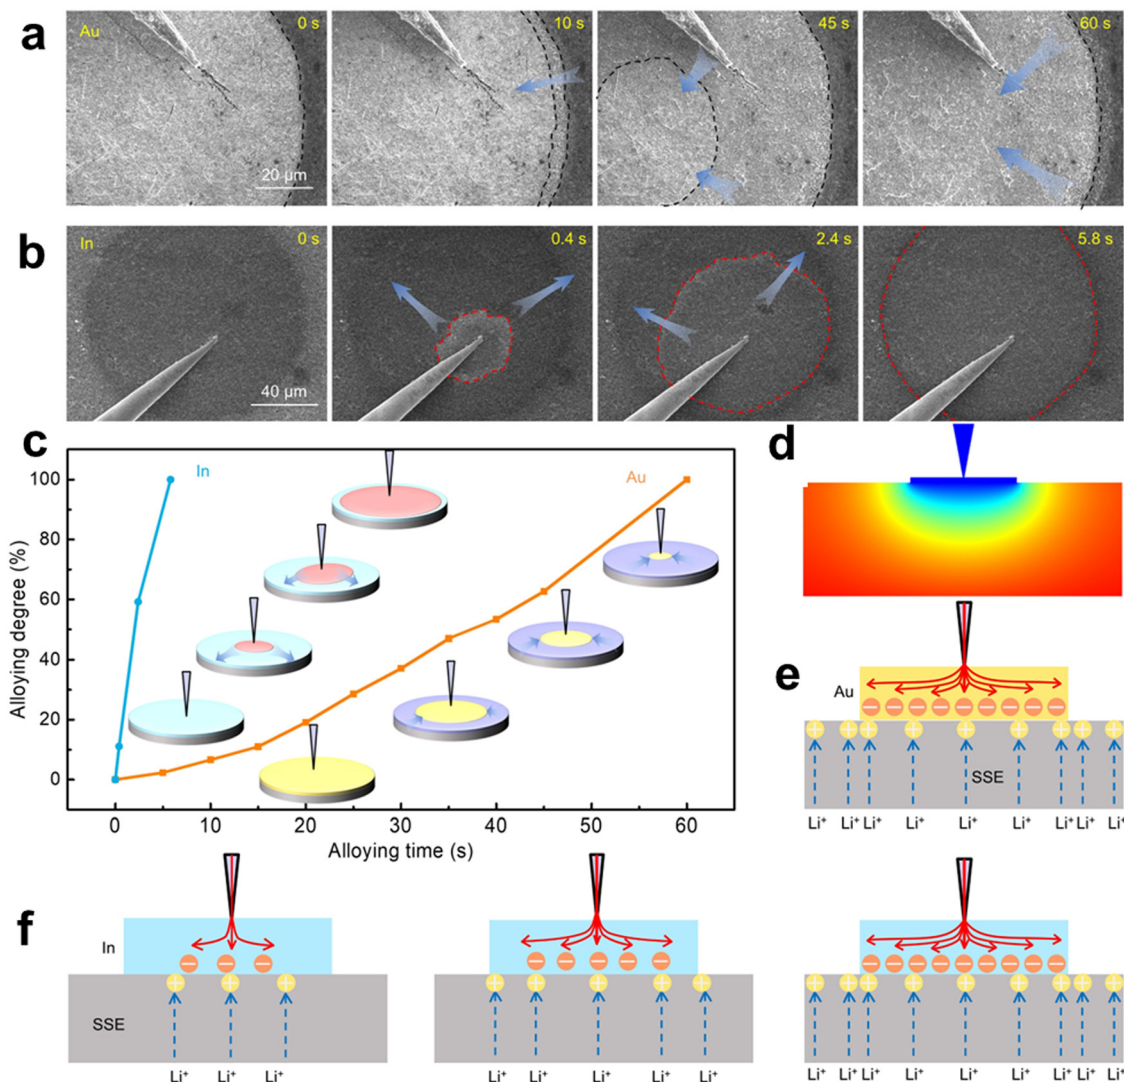 a
Au
0 s
10 s
45 s
60 s
20 μm
b
In
0 s
0.4 s
2.4 s
5.8 s
40 μm
c
d
100
80
60
40
20
0
Alloying degree (%)
In
Au
0
10
20
30
40
50
60
Alloying time (s)
e
Au
SSE
Li⁺ Li⁺ Li⁺ Li⁺ Li⁺ Li⁺ Li⁺ Li⁺ Li⁺
f
In
SSE
Li⁺ Li⁺ Li⁺
Li⁺ Li⁺ Li⁺ Li⁺ Li⁺
Li⁺ Li⁺ Li⁺ Li⁺ Li⁺ Li⁺ Li⁺ Li⁺ Li⁺